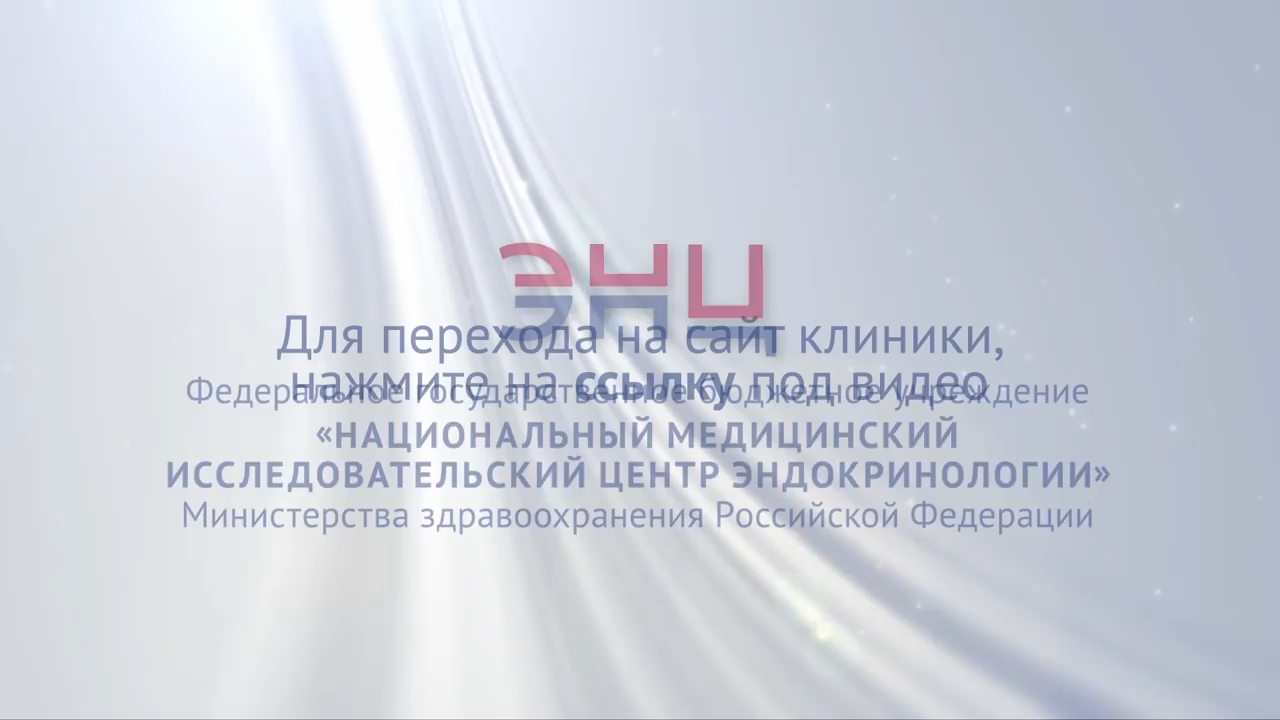 ЭНЦ
Для перехода на сайт клиники,
нажмите на ссылку под видео
Федеральное государственное бюджетное учреждение
«НАЦИОНАЛЬНЫЙ МЕДИЦИНСКИЙ
ИССЛЕДОВАТЕЛЬСКИЙ ЦЕНТР ЭНДОКРИНОЛОГИИ»
Министерства здравоохранения Российской Федерации